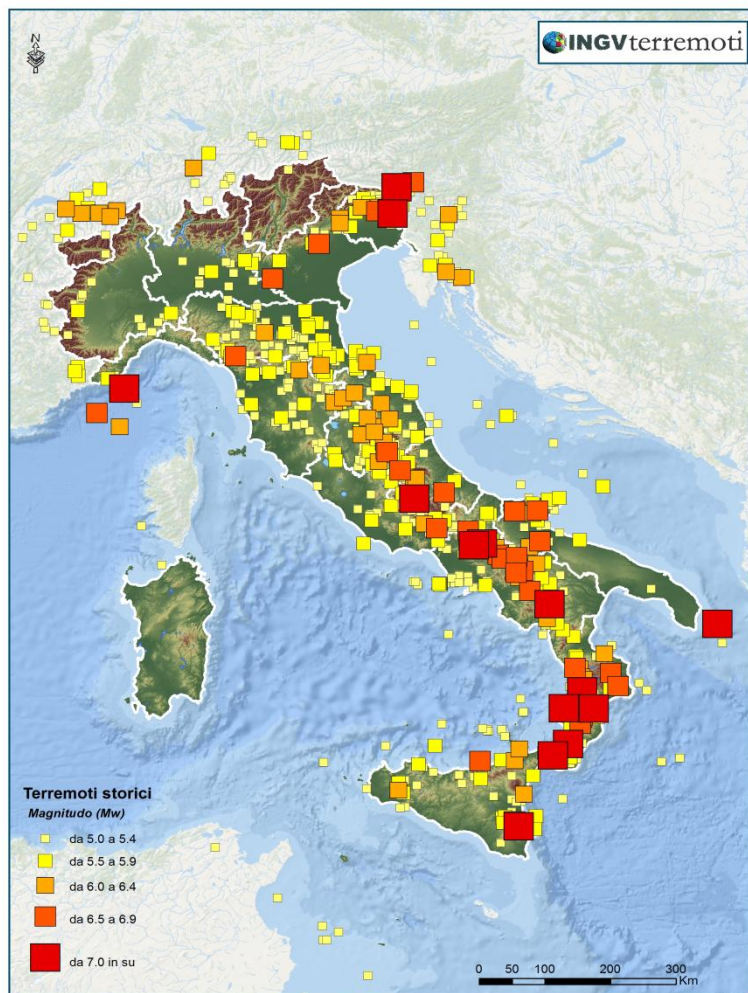 N
INGVterremoti
Terremoti storici
Magnitudo (Mw)
da 5.0 a 5.4
da 5.5 a 5.9
da 6.0 a 6.4
da 6.5 a 6.9
da 7.0 in su
0 50 100 200 300
Km